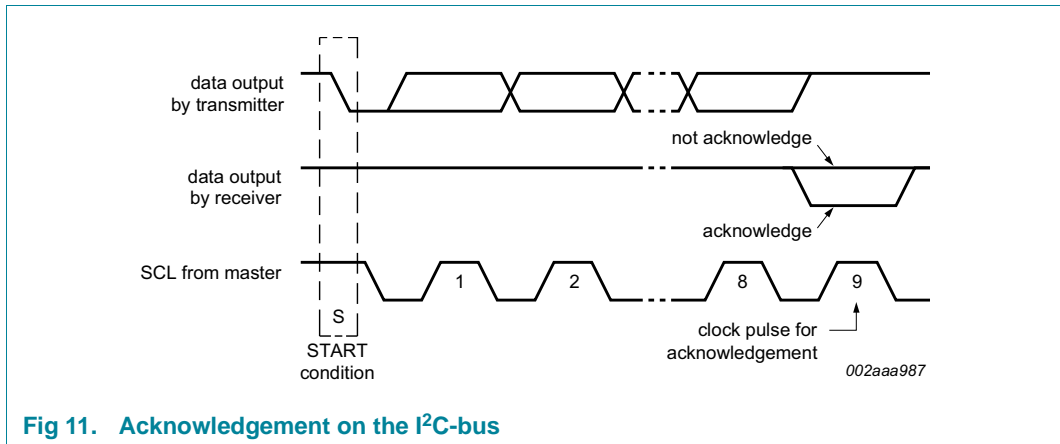 data output
by transmitter
not acknowledge
data output
by receiver
acknowledge
SCL from master
1
2
8
9
S
START
condition
clock pulse for
acknowledgement
002aaa987
Fig 11. Acknowledgement on the I²C-bus